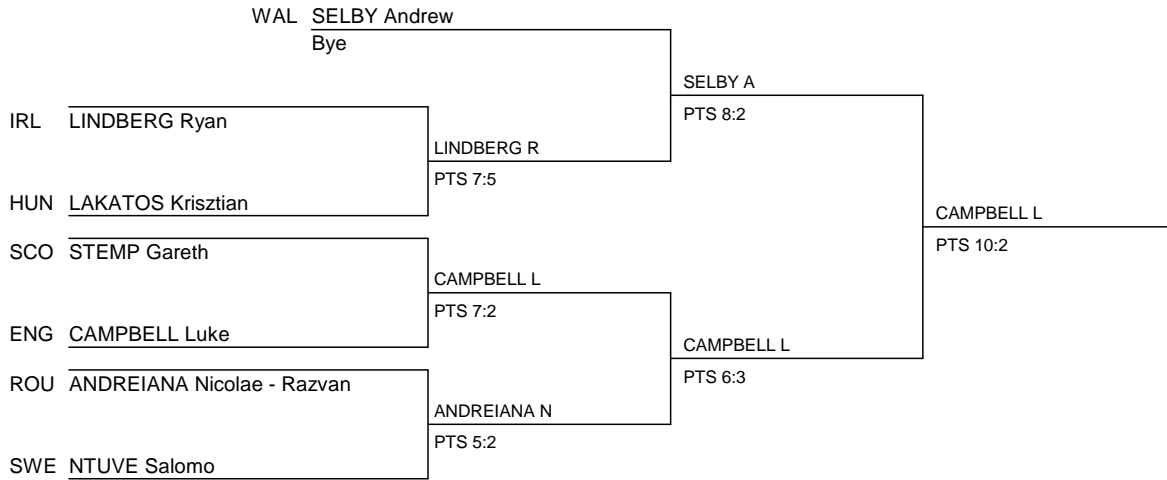 WAL SELBY Andrew
Bye
SELBY A
PTS 8:2
IRL LINDBERG Ryan
LINDBERG R
PTS 7:5
HUN LAKATOS Krisztian
CAMPBELL L
PTS 10:2
SCO STEMP Gareth
CAMPBELL L
PTS 7:2
ENG CAMPBELL Luke
CAMPBELL L
PTS 6:3
ROU ANDREIANA Nicolae - Razvan
ANDREIANA N
PTS 5:2
SWE NTUVE Salomo